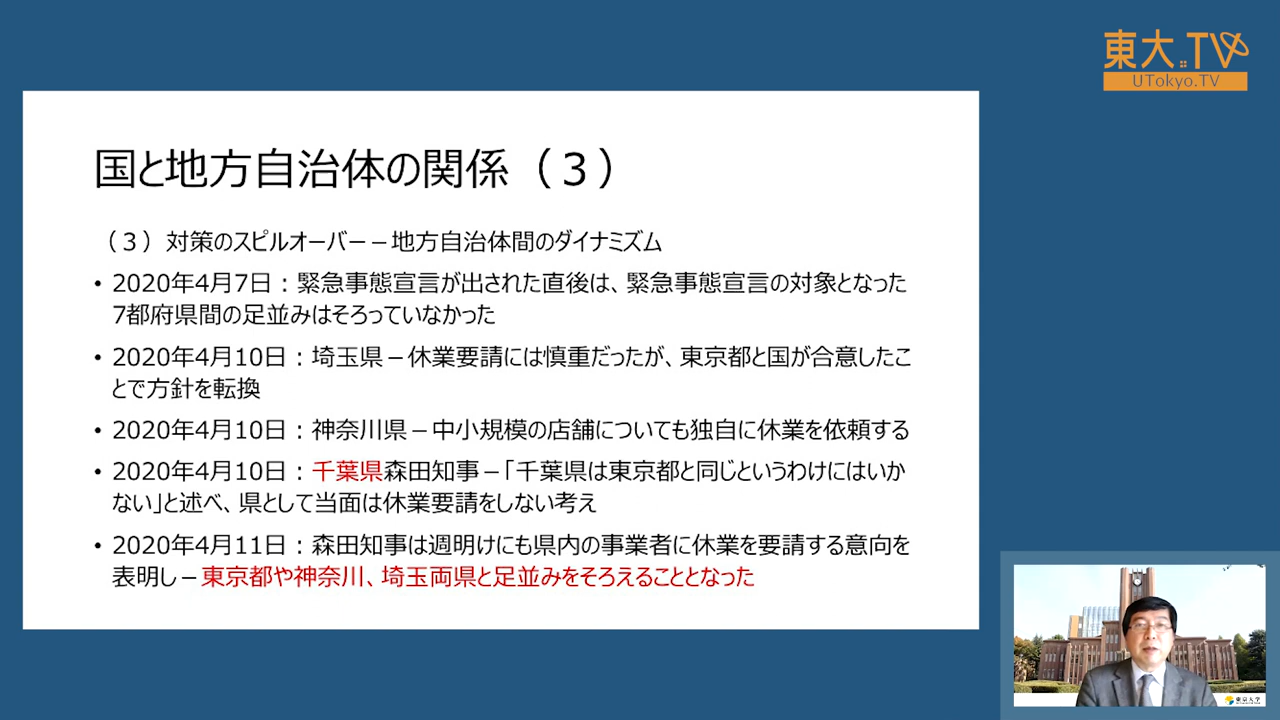 東大.TV
UTokyo.TV
国と地方自治体の関係（３）
（３）対策のスピルオーバー－地方自治体間のダイナミズム
• 2020年4月7日：緊急事態宣言が出された直後は、緊急事態宣言の対象となった
7都府県間の足並みはそろっていなかった
• 2020年4月10日：埼玉県－休業要請には慎重だったが、東京都と国が合意したこ
とで方針を転換
• 2020年4月10日：神奈川県－中小規模の店舗についても独自に休業を依頼する
• 2020年4月10日：千葉県森田知事－「千葉県は東京都と同じというわけにはいか
ない」と述べ、県として当面は休業要請をしない考え
• 2020年4月11日：森田知事は週明けにも県内の事業者に休業を要請する意向を
表明し－東京都や神奈川、埼玉両県と足並みをそろえることとなった
東京大学